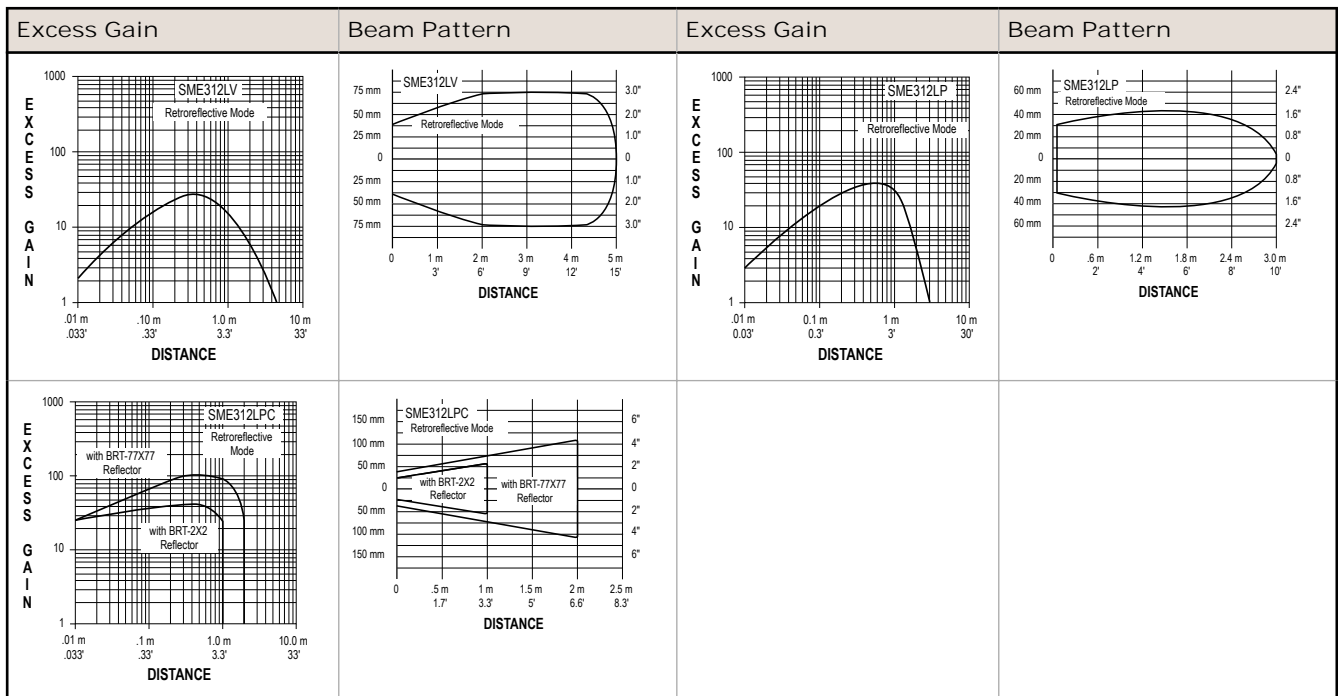 Excess Gain
Beam Pattern
Excess Gain
Beam Pattern
EXCESS GAIN
1000
100
10
1
SME312LV
Retroreflective Mode
.01 m .10 m 1.0 m 10 m
.033' .33' 3.3' 33'
DISTANCE
75 mm
50 mm
25 mm
0
25 mm
50 mm
75 mm
SME312LV
Retroreflective Mode
3.0"
2.0"
1.0"
0
1.0"
2.0"
3.0"
0 1 m 2 m 3 m 4 m 5 m
3' 6' 9' 12' 15'
DISTANCE
EXCESS GAIN
1000
100
10
1
SME312LP
Retroreflective Mode
.01 m 0.1 m 1 m 10 m
0.03' 0.3' 3' 30'
DISTANCE
60 mm
40 mm
20 mm
0
20 mm
40 mm
60 mm
SME312LP
Retroreflective Mode
2.4"
1.6"
0.8"
0
0.8"
1.6"
2.4"
0 .6 m 1.2 m 1.8 m 2.4 m 3.0 m
2' 4' 6' 8' 10'
DISTANCE
EXCESS GAIN
1000
100
10
1
SME312LPC
Retroreflective
Mode
with BRT-77X77
Reflector
with BRT-2X2
Reflector
.01 m .1 m 1.0 m 10.0 m
.033' .33' 3.3' 33'
DISTANCE
150 mm
100 mm
50 mm
0
50 mm
100 mm
150 mm
SME312LPC
Retroreflective Mode
with BRT-2X2
Reflector
with BRT-77X77
Reflector
6"
4"
2"
0
2"
4"
6"
0 .5 m 1 m 1.5 m 2 m 2.5 m
1.7' 3.3' 5' 6.6' 8.3'
DISTANCE